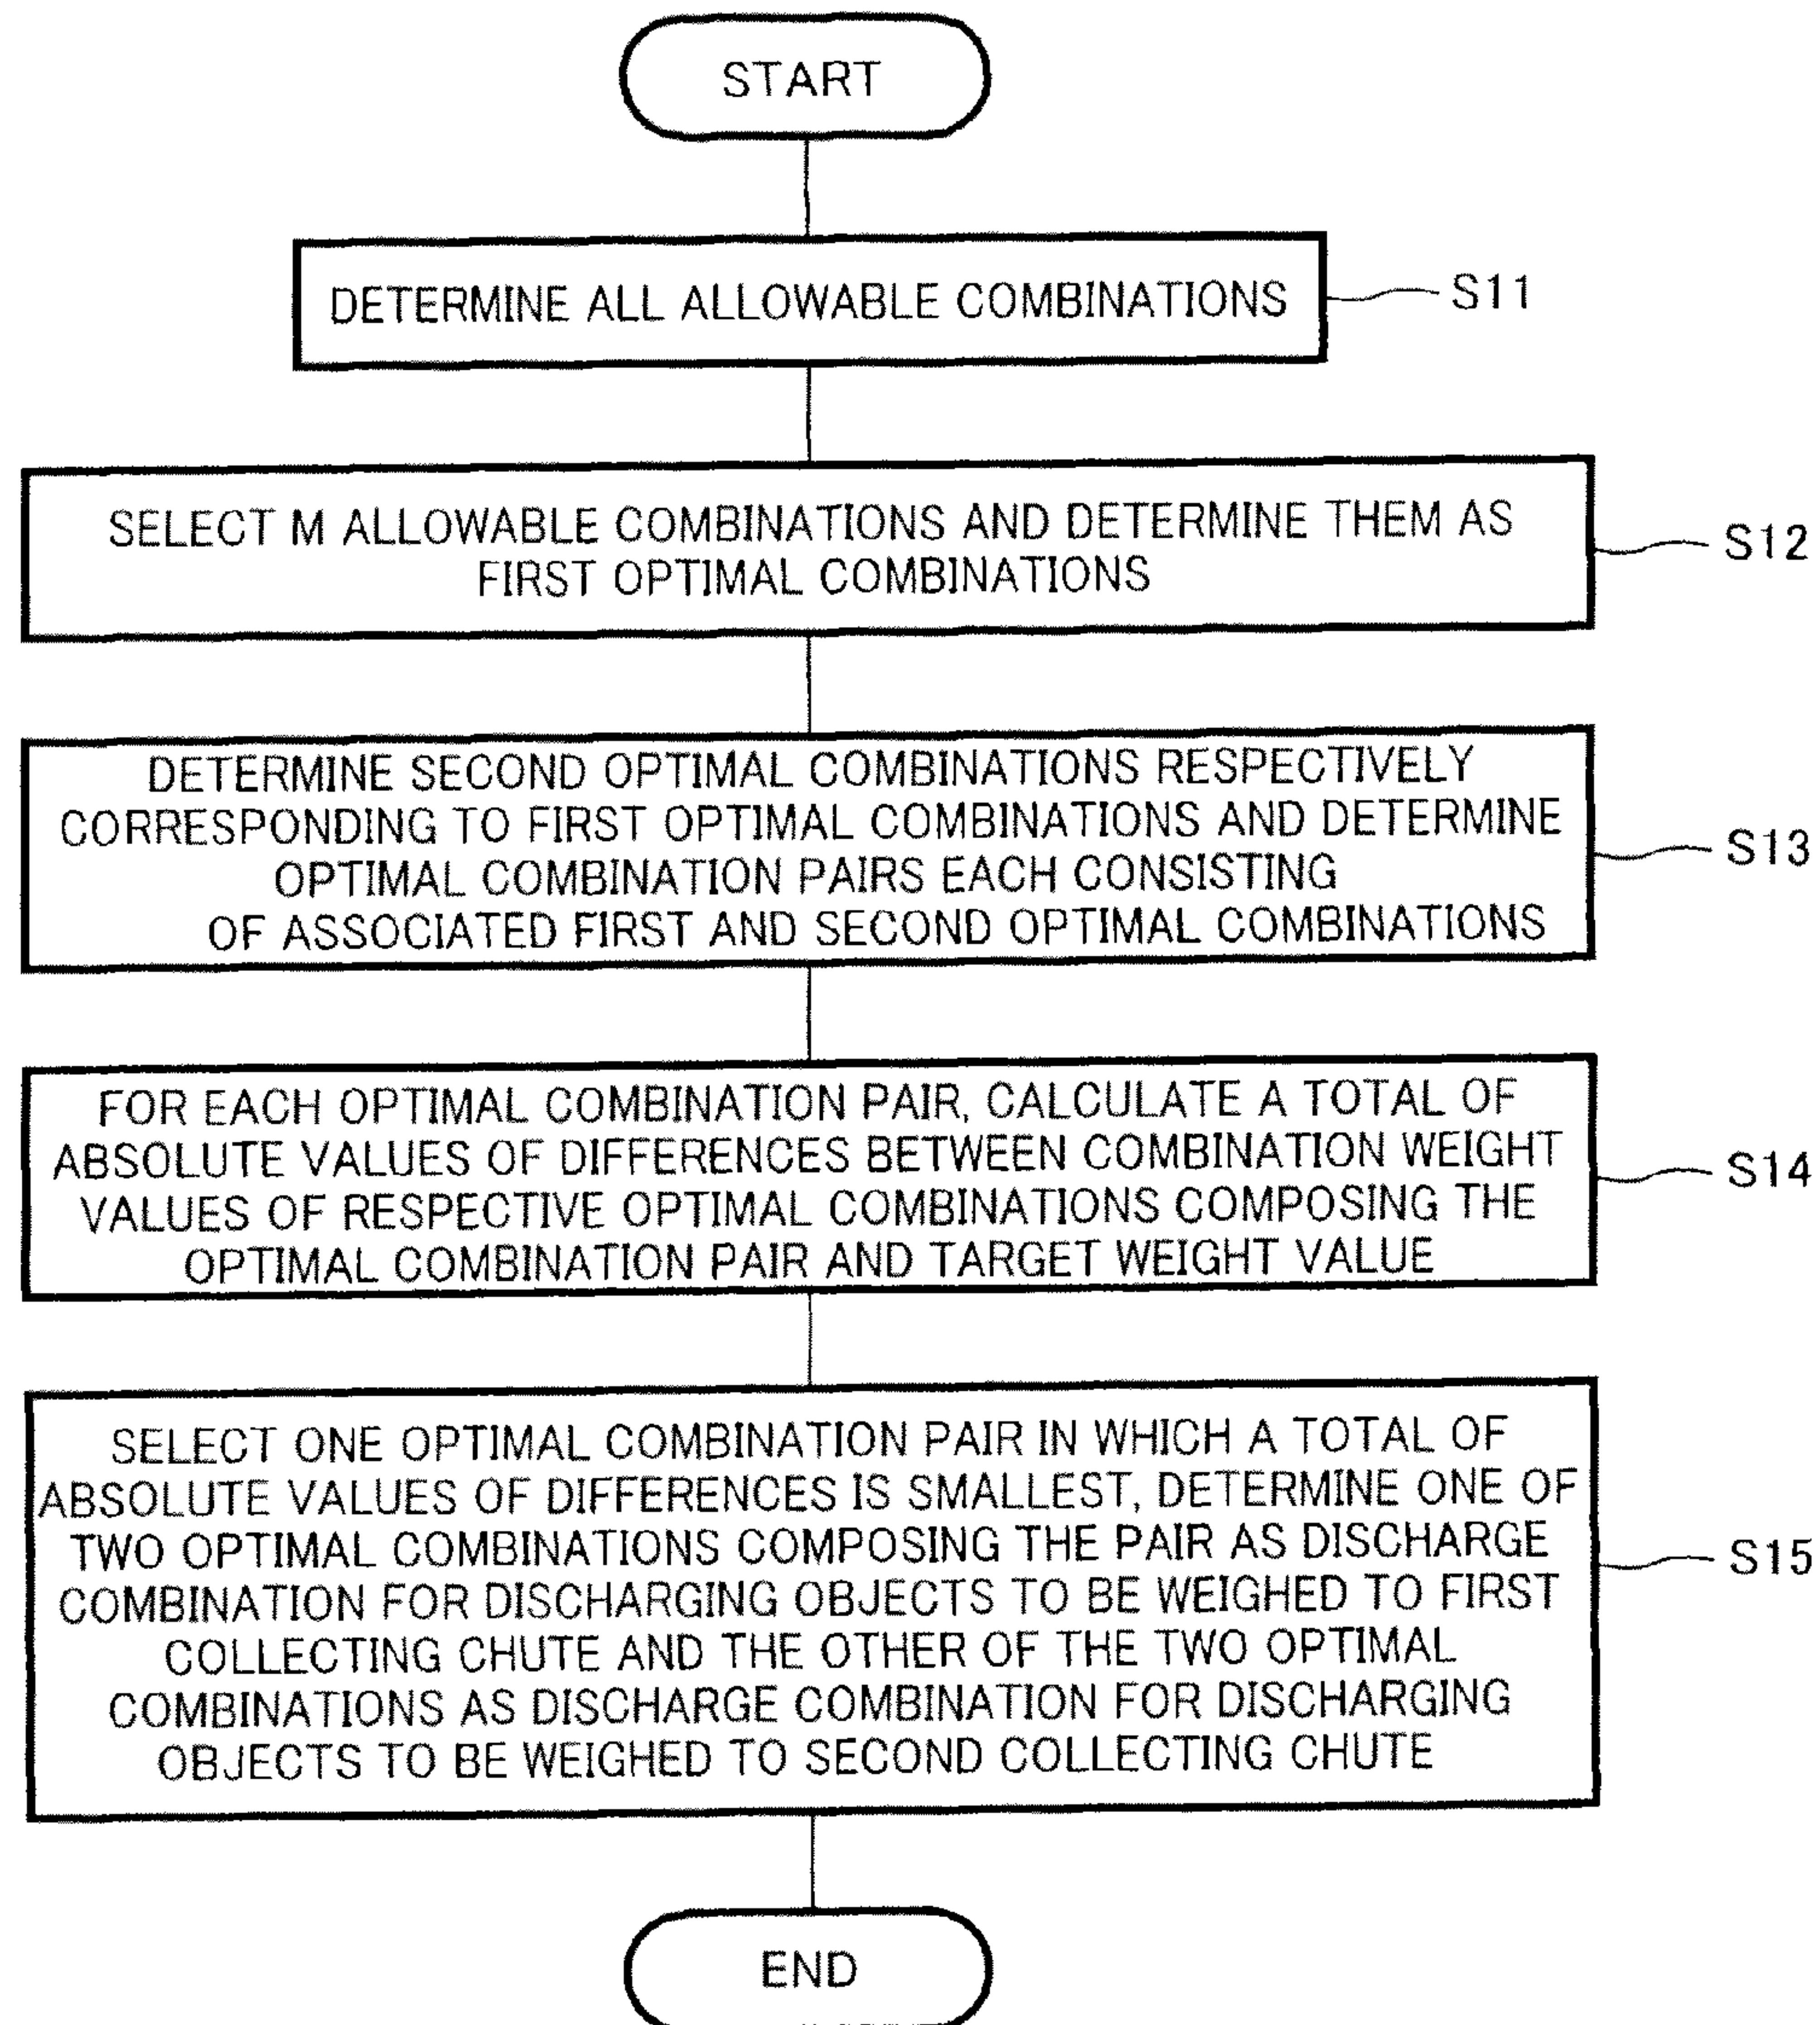 START
DETERMINE ALL ALLOWABLE COMBINATIONS
S11
SELECT M ALLOWABLE COMBINATIONS AND DETERMINE THEM AS
FIRST OPTIMAL COMBINATIONS
S12
DETERMINE SECOND OPTIMAL COMBINATIONS RESPECTIVELY
CORRESPONDING TO FIRST OPTIMAL COMBINATIONS AND DETERMINE
OPTIMAL COMBINATION PAIRS EACH CONSISTING
OF ASSOCIATED FIRST AND SECOND OPTIMAL COMBINATIONS
S13
FOR EACH OPTIMAL COMBINATION PAIR, CALCULATE A TOTAL OF
ABSOLUTE VALUES OF DIFFERENCES BETWEEN COMBINATION WEIGHT
VALUES OF RESPECTIVE OPTIMAL COMBINATIONS COMPOSING THE
OPTIMAL COMBINATION PAIR AND TARGET WEIGHT VALUE
S14
SELECT ONE OPTIMAL COMBINATION PAIR IN WHICH A TOTAL OF
ABSOLUTE VALUES OF DIFFERENCES IS SMALLEST, DETERMINE ONE OF
TWO OPTIMAL COMBINATIONS COMPOSING THE PAIR AS DISCHARGE
COMBINATION FOR DISCHARGING OBJECTS TO BE WEIGHED TO FIRST
COLLECTING CHUTE AND THE OTHER OF THE TWO OPTIMAL
COMBINATIONS AS DISCHARGE COMBINATION FOR DISCHARGING
OBJECTS TO BE WEIGHED TO SECOND COLLECTING CHUTE
S15
END